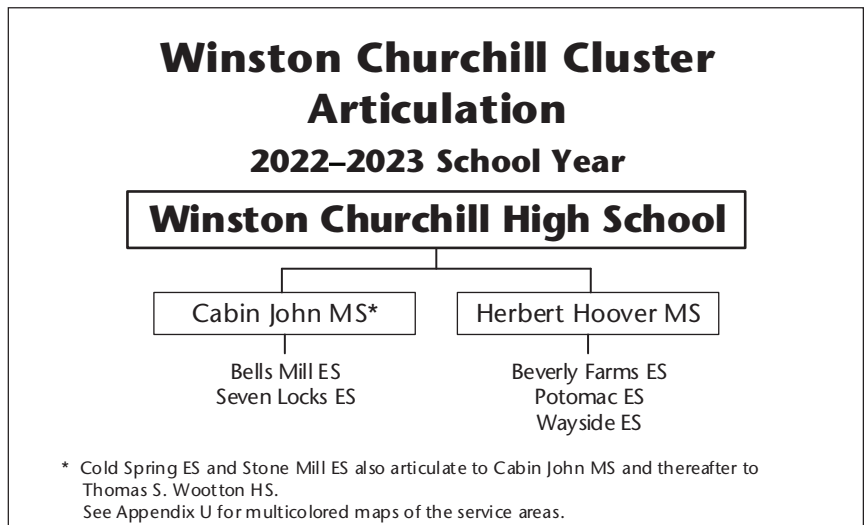 Winston Churchill Cluster
Articulation
2022–2023 School Year
Winston Churchill High School
Cabin John MS*
Herbert Hoover MS
Bells Mill ES
Seven Locks ES
Beverly Farms ES
Potomac ES
Wayside ES
* Cold Spring ES and Stone Mill ES also articulate to Cabin John MS and thereafter to
Thomas S. Wootton HS.
See Appendix U for multicolored maps of the service areas.